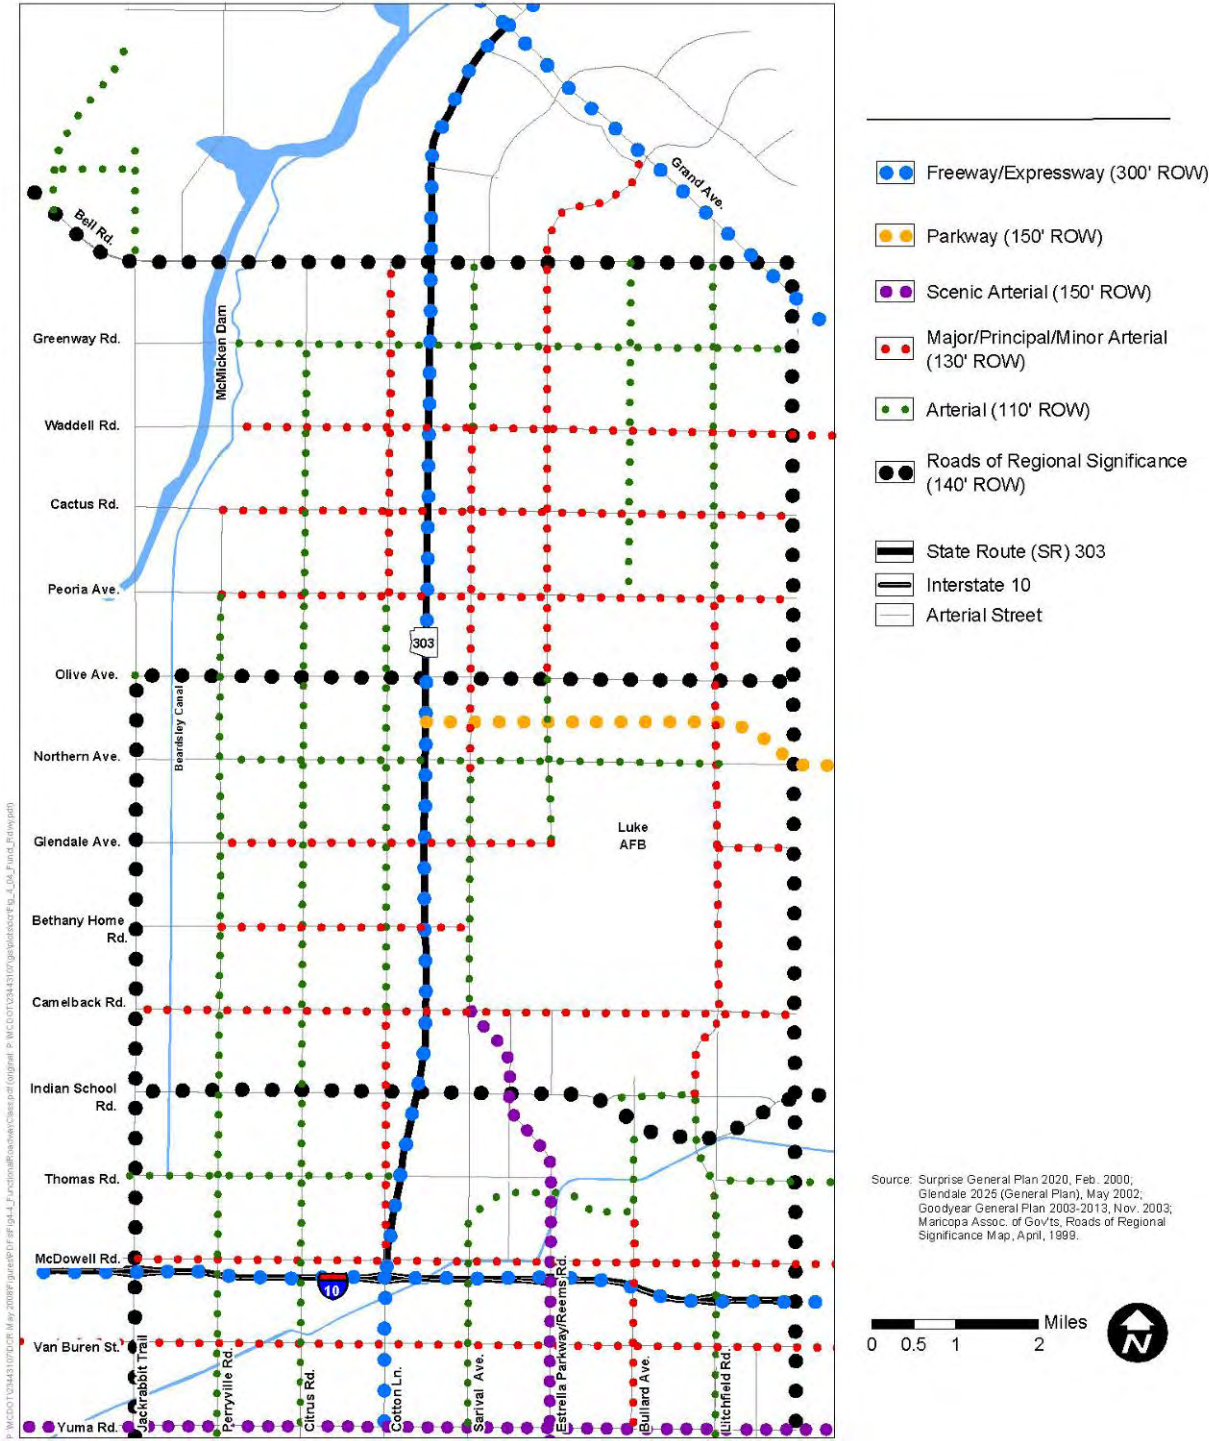 Grand Ave.
Bell Rd.
McMicken Dam
Greenway Rd.
Waddell Rd.
Cactus Rd.
Peoria Ave.
303
Olive Ave.
Beardsley Canal
Northern Ave.
Glendale Ave.
Luke
AFB
Bethany Home
Rd.
Camelback Rd.
Indian School
Rd.
Thomas Rd.
McDowell Rd.
10
Van Buren St.
Yuma Rd.
Jackrabbit Trail
Perryville Rd.
Citrus Rd.
Cotton Ln.
Sarival Ave.
Estrella Parkway/Reems Rd.
Bullard Ave.
Litchfield Rd.
Freeway/Expressway (300' ROW)
Parkway (150' ROW)
Scenic Arterial (150' ROW)
Major/Principal/Minor Arterial
(130' ROW)
Arterial (110' ROW)
Roads of Regional Significance
(140' ROW)
State Route (SR) 303
Interstate 10
Arterial Street
Source: Surprise General Plan 2020, Feb. 2000;
Glendale 2025 (General Plan), May 2002;
Goodyear General Plan 2003-2013, Nov. 2003;
Maricopa Assoc. of Gov'ts, Roads of Regional
Significance Map, April, 1999.
Miles
0 0.5 1 2
N